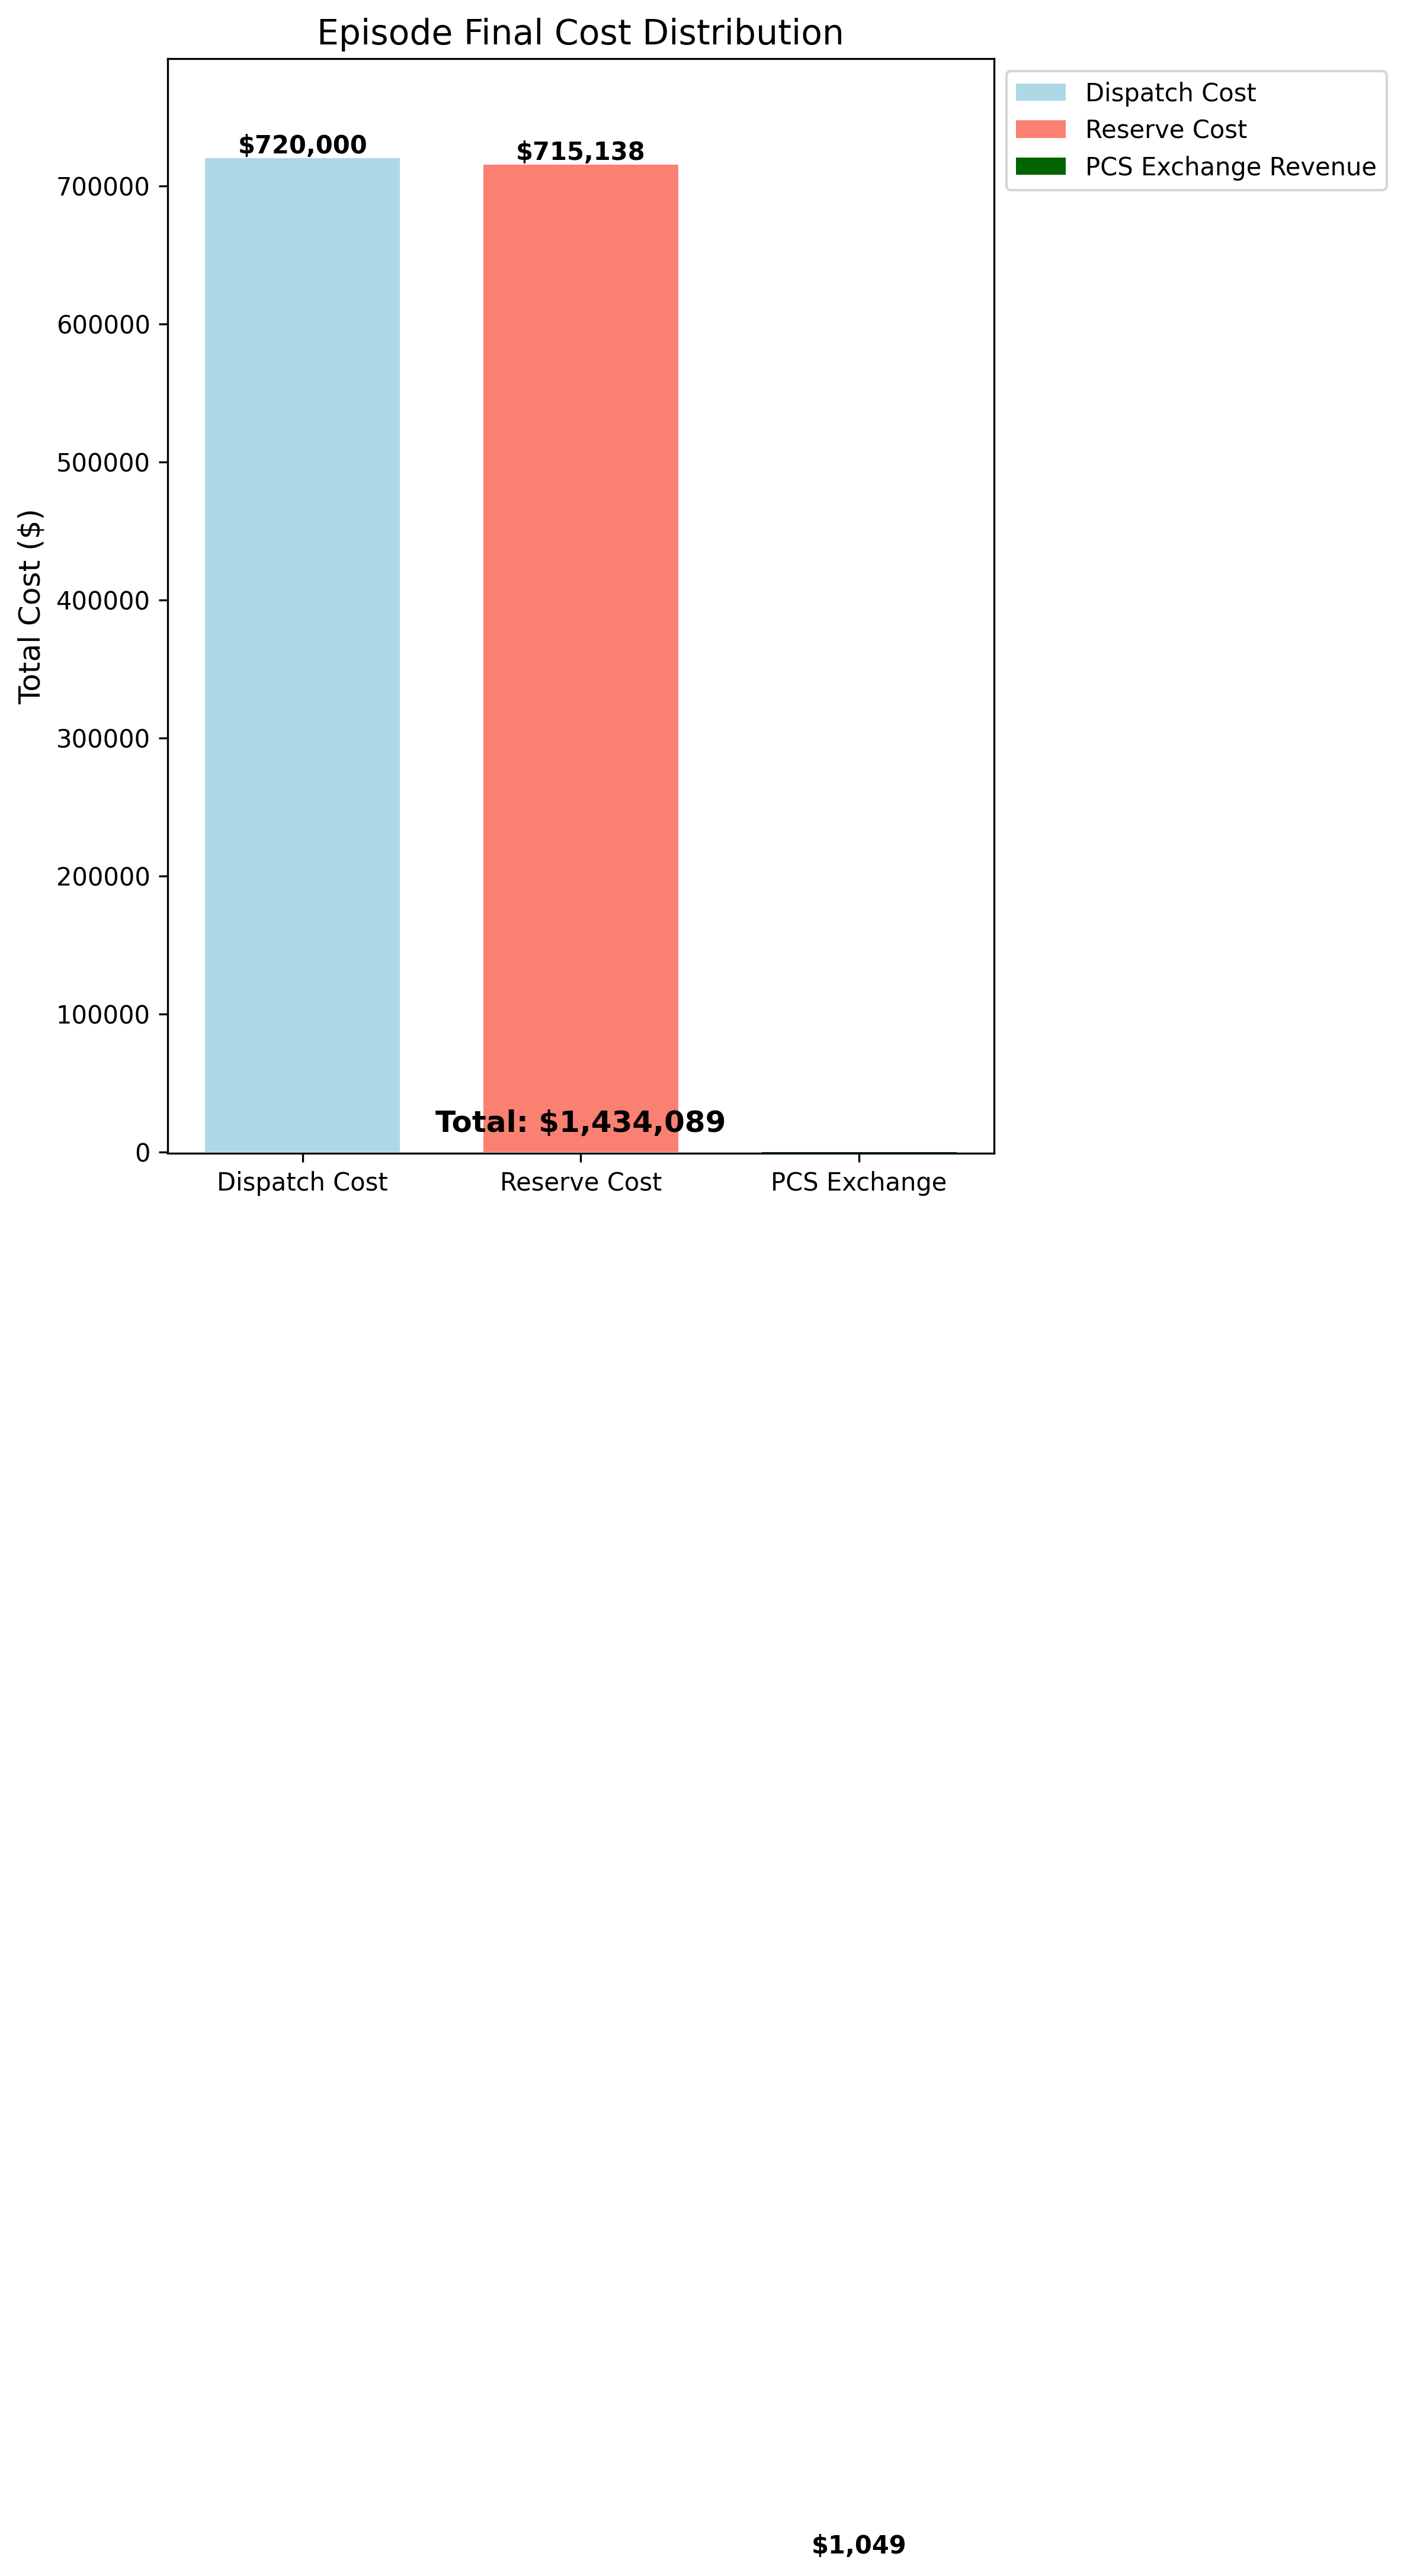 Episode Final Cost Distribution
Dispatch Cost
Reserve Cost
PCS Exchange Revenue
$720,000
$715,138
Total Cost ($)
700000
600000
500000
400000
300000
200000
100000
0
Total: $1,434,089
Dispatch Cost
Reserve Cost
PCS Exchange
$1,049